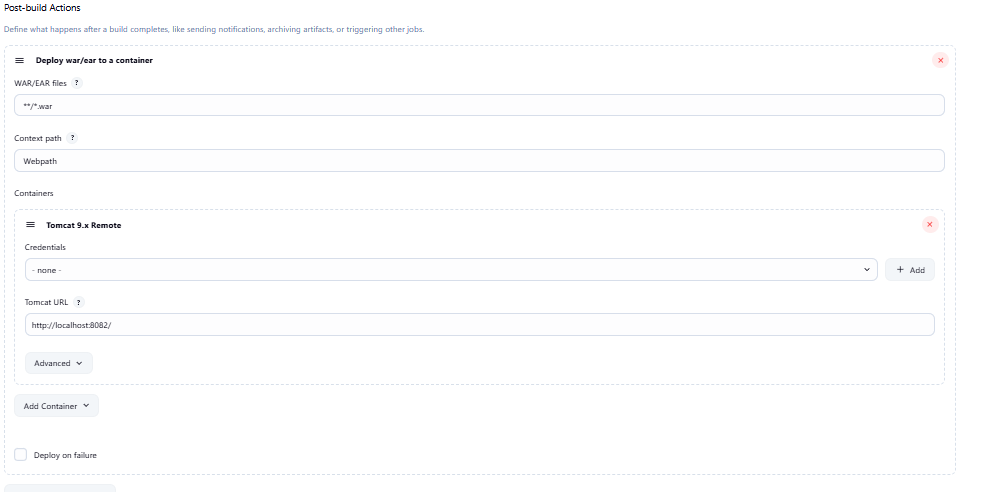 Post-build Actions
Define what happens after a build completes, like sending notifications, archiving artifacts, or triggering other jobs.
Deploy war/ear to a container
WAR/EAR files ?
**/*.war
Context path ?
Webpath
Containers
Tomcat 9.x Remote
Credentials
- none -
+ Add
Tomcat URL ?
http://localhost:8082/
Advanced
Add Container
Deploy on failure